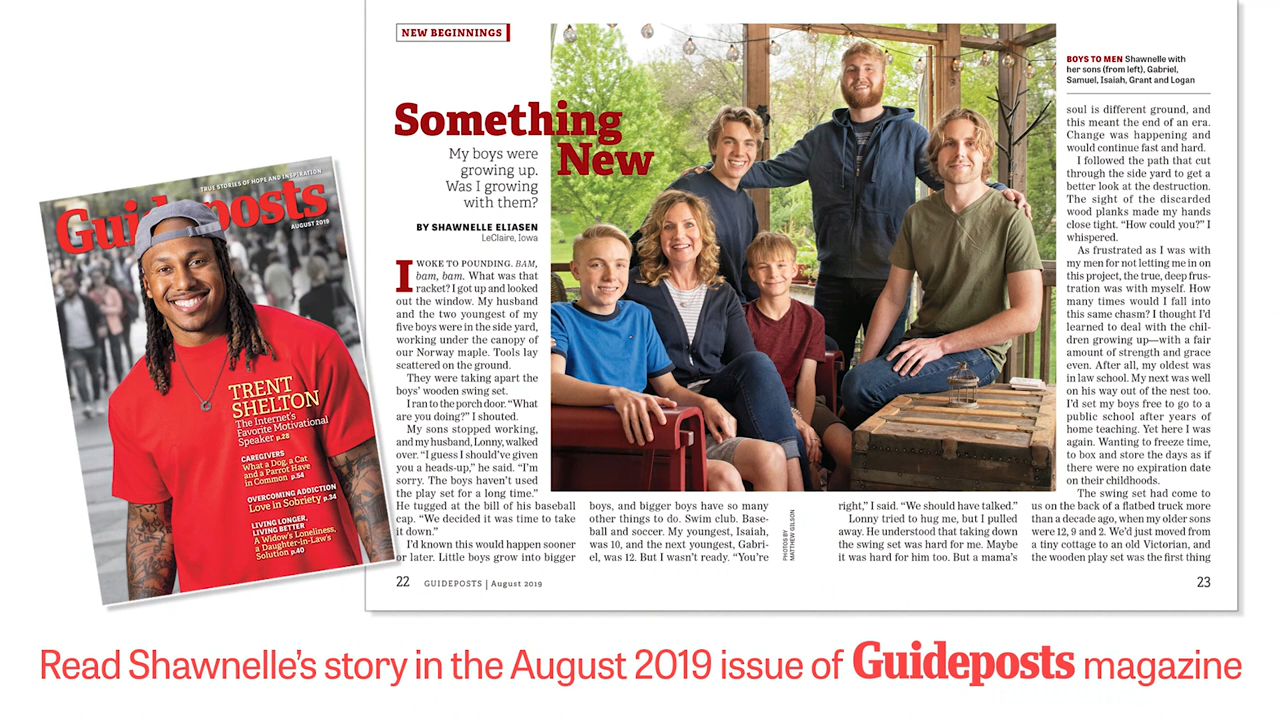 TRUE STORIES OF HOPE AND INSPIRATION
Guideposts
AUGUST 2019
TRENT
SHELTON
The Internet's
Favorite Motivational
Speaker p.28
CAREGIVERS
What a Dog, a Cat
and a Parrot Have
in Common p.54
OVERCOMING ADDICTION
Love in Sobriety p.34
LIVING LONGER,
LIVING BETTER
A Widow's Loneliness,
a Daughter-in-Law's
Solution p.40
NEW BEGINNINGS
Something
New
My boys were
growing up.
Was I growing
with them?
BY SHAWNELLE ELIASEN
LeClaire, Iowa
I WOKE TO POUNDING. BAM,
bam, bam. What was that
racket? I got up and looked
out the window. My husband
and the two youngest of my
five boys were in the side yard,
working under the canopy of
our Norway maple. Tools lay
scattered on the ground.
They were taking apart the
boys' wooden swing set.
I ran to the porch door. "What
are you doing?" I shouted.
My sons stopped working,
and my husband, Lonny, walked
over. "I guess I should've given
you a heads-up," he said. "I'm
sorry. The boys haven't used
the play set for a long time."
He tugged at the bill of his baseball
cap. "We decided it was time to take
it down."
I'd known this would happen sooner
or later. Little boys grow into bigger
boys, and bigger boys have so many
other things to do. Swim club. Base-
ball and soccer. My youngest, Isaiah,
was 10, and the next youngest, Gabri-
el, was 12. But I wasn't ready. "You're
PHOTOS BY
MATTHEW GILSON
right," I said. "We should have talked."
Lonny tried to hug me, but I pulled
away. He understood that taking down
the swing set was hard for me. Maybe
it was hard for him too. But a mama's
BOYS TO MEN Shawnelle with
her sons (from left), Gabriel,
Samuel, Isaiah, Grant and Logan
soul is different ground, and
this meant the end of an era.
Change was happening and
would continue fast and hard.
I followed the path that cut
through the side yard to get a
better look at the destruction.
The sight of the discarded
wood planks made my hands
close tight. "How could you?" I
whispered.
As frustrated as I was with
my men for not letting me in on
this project, the true, deep frus-
tration was with myself. How
many times would I fall into
this same chasm? I thought I'd
learned to deal with the chil-
dren growing up—with a fair
amount of strength and grace
even. After all, my oldest was
in law school. My next was well
on his way out of the nest too.
I'd set my boys free to go to a
public school after years of
home teaching. Yet here I was
again. Wanting to freeze time,
to box and store the days as if
there were no expiration date
on their childhoods.
The swing set had come to
us on the back of a flatbed truck more
than a decade ago, when my older sons
were 12, 9 and 2. We'd just moved from
a tiny cottage to an old Victorian, and
the wooden play set was the first thing
22 GUIDEPOSTS | August 2019
23
Read Shawnelle's story in the August 2019 issue of Guideposts magazine